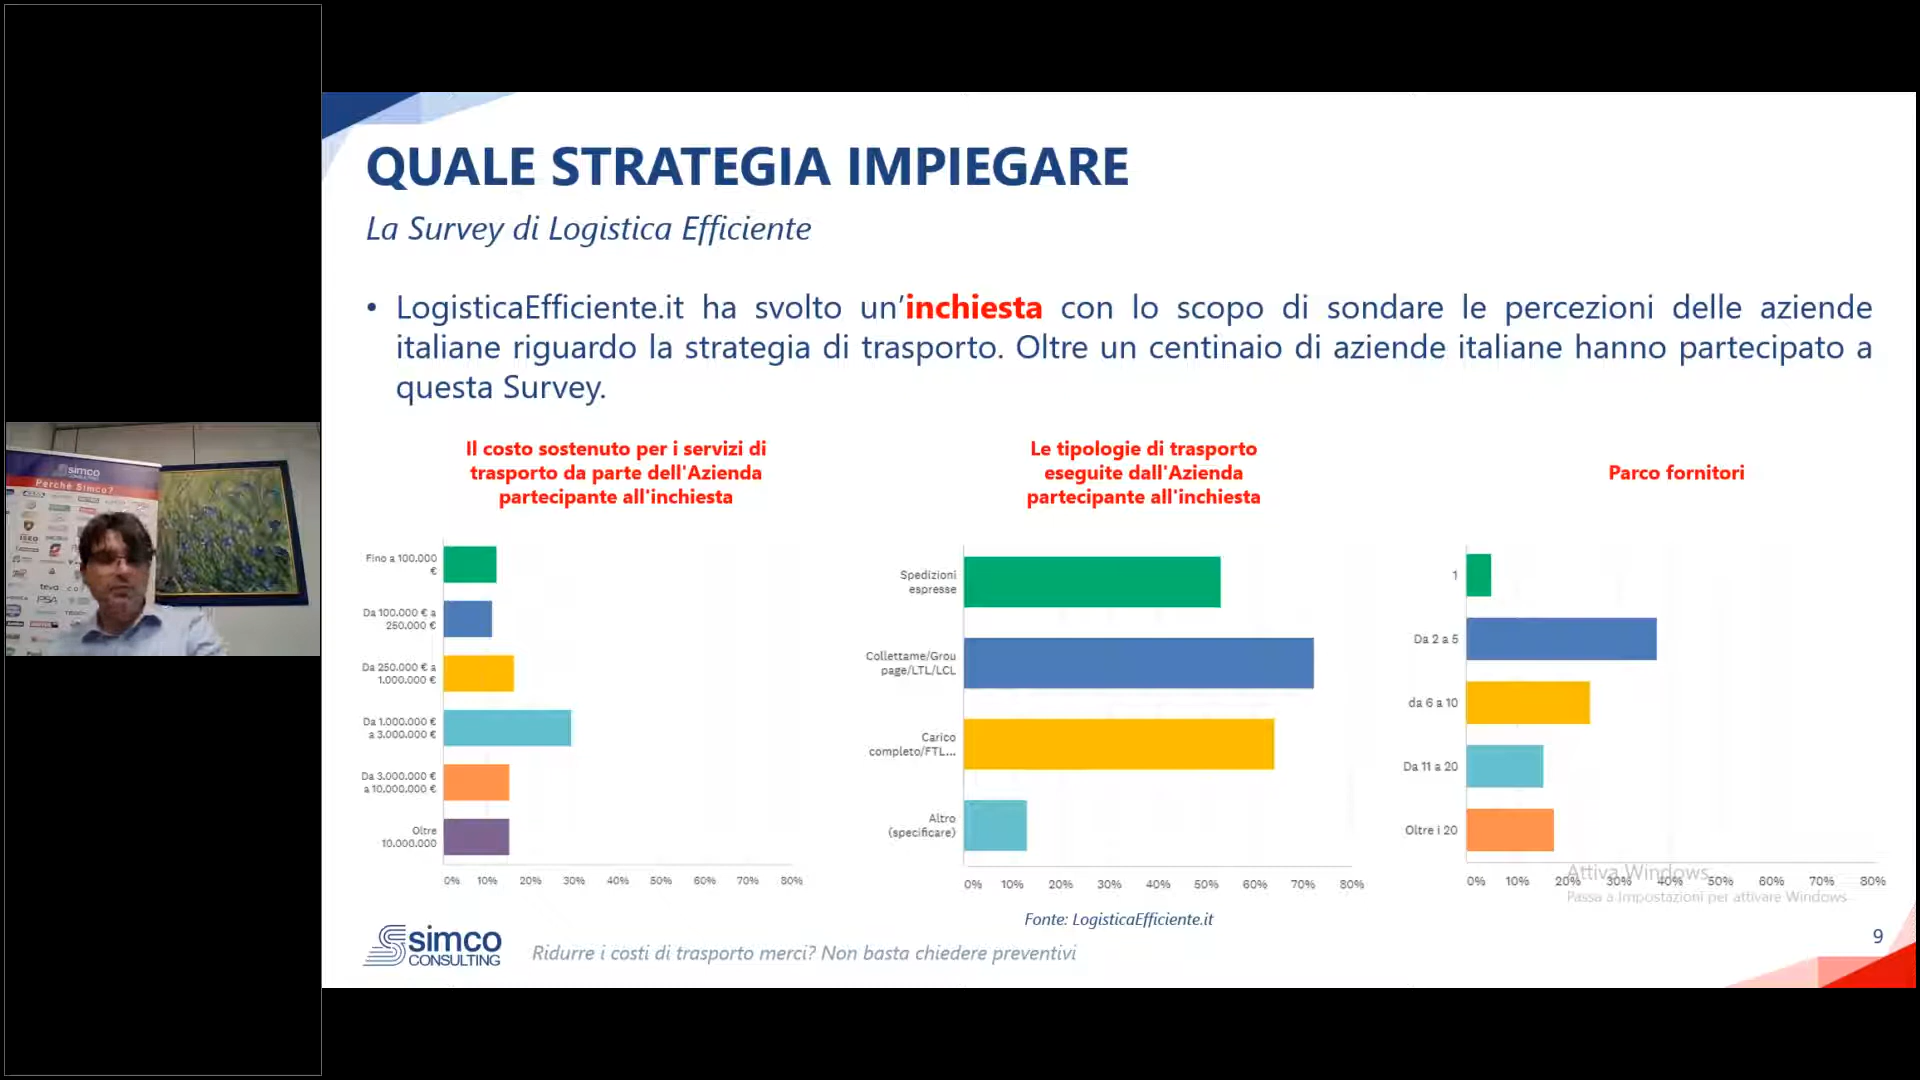 QUALE STRATEGIA IMPIEGARE
La Survey di Logistica Efficiente
• LogisticaEfficiente.it ha svolto un'inchiesta con lo scopo di sondare le percezioni delle aziende
italiane riguardo la strategia di trasporto. Oltre un centinaio di aziende italiane hanno partecipato a
questa Survey.
Il costo sostenuto per i servizi di
trasporto da parte dell'Azienda
partecipante all'inchiesta
Fino a 100.000
€
Da 100.000 € a
250.000 €
Da 250.000 € a
1.000.000 €
Da 1.000.000 €
a 3.000.000 €
Da 3.000.000 €
a 10.000.000 €
Oltre
10.000.000
0% 10% 20% 30% 40% 50% 60% 70% 80%
Le tipologie di trasporto
eseguite dall'Azienda
partecipante all'inchiesta
Spedizioni
espresse
Collettame/Grou
page/LTL/LCL
Carico
completo/FTL...
Altro
(specificare)
0% 10% 20% 30% 40% 50% 60% 70% 80%
Parco fornitori
1
Da 2 a 5
da 6 a 10
Da 11 a 20
Oltre i 20
0% 10% 20% 30% 40% 50% 60% 70% 80%
Attiva Windows
Passa a Impostazioni per attivare Windows
Fonte: LogisticaEfficiente.it
simco
CONSULTING
Ridurre i costi di trasporto merci? Non basta chiedere preventivi
9
simco
Perché Simco?
ISEO
teva
PSA